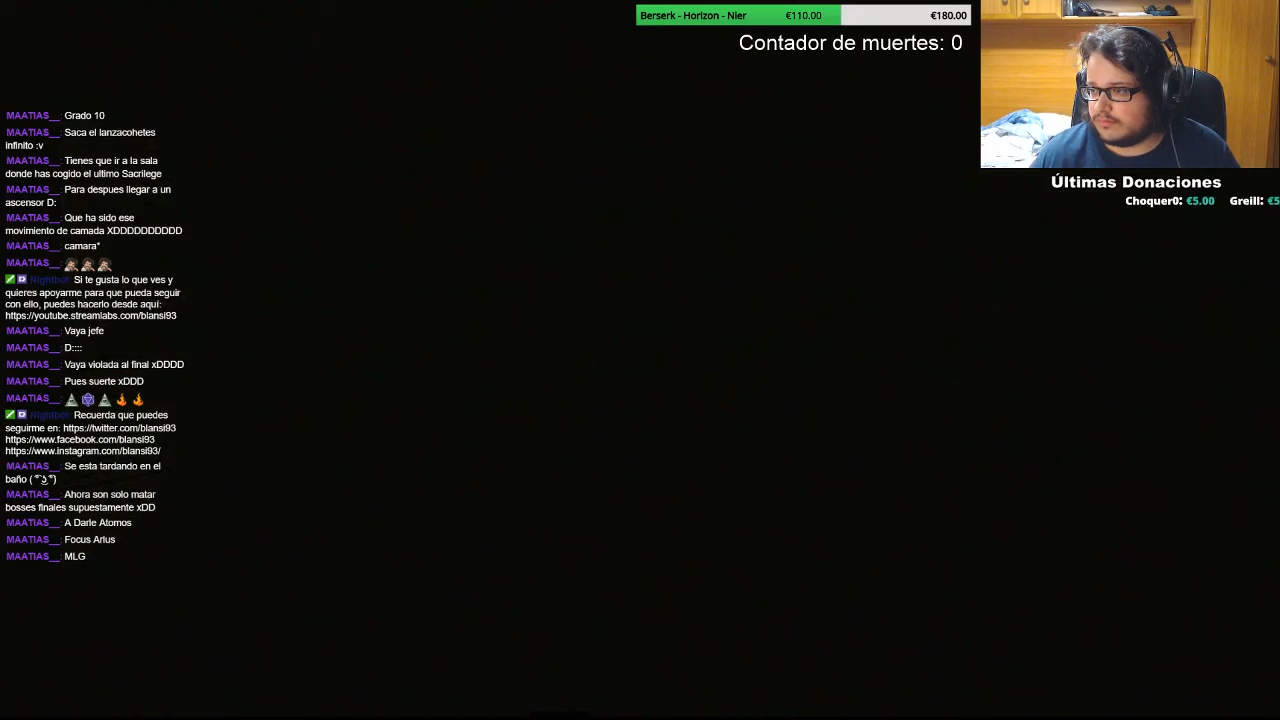 Berserk - Horizon - Nier €110.00 €180.00
Contador de muertes: 0
Últimas Donaciones
Choquer0: €5.00 Greill: €5
MAATIAS__: Grado 10
MAATIAS__: Saca el lanzacohetes
infinito :v
MAATIAS__: Tienes que ir a la sala
donde has cogido el ultimo Sacrilege
MAATIAS__: Para despues llegar a un
ascensor D:
MAATIAS__: Que ha sido ese
movimiento de camada XDDDDDDDDDD
MAATIAS__: camara*
MAATIAS__:
Nightbot: Si te gusta lo que ves y
quieres apoyarme para que pueda seguir
con ello, puedes hacerlo desde aquí:
https://youtube.streamlabs.com/blansi93
MAATIAS__: Vaya jefe
MAATIAS__: D::::
MAATIAS__: Vaya violada al final xDDDD
MAATIAS__: Pues suerte xDDD
MAATIAS__:
Nightbot: Recuerda que puedes
seguirme en: https://twitter.com/blansi93
https://www.facebook.com/blansi93
https://www.instagram.com/blansi93/
MAATIAS__: Se esta tardando en el
baño ( ͡° ͜ʖ ͡°)
MAATIAS__: Ahora son solo matar
bosses finales supuestamente xDD
MAATIAS__: A Darle Atomos
MAATIAS__: Focus Arius
MAATIAS__: MLG